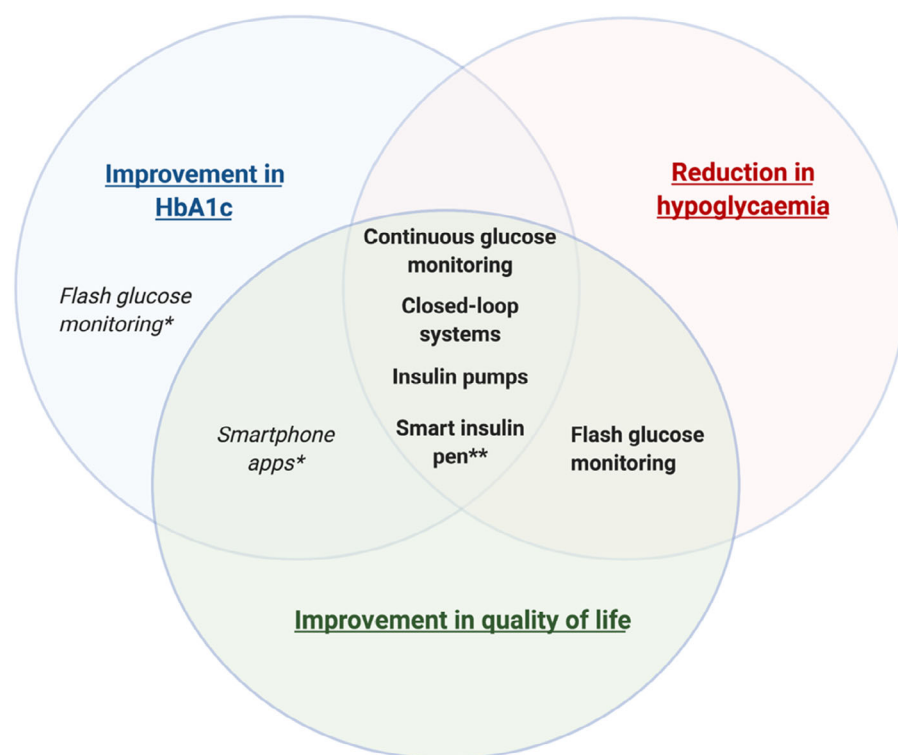 Improvement in
HbA1c
Reduction in
hypoglycaemia
Flash glucose
monitoring*
Continuous glucose
monitoring
Closed-loop
systems
Insulin pumps
Smart insulin
pen**
Smartphone
apps*
Flash glucose
monitoring
Improvement in quality of life